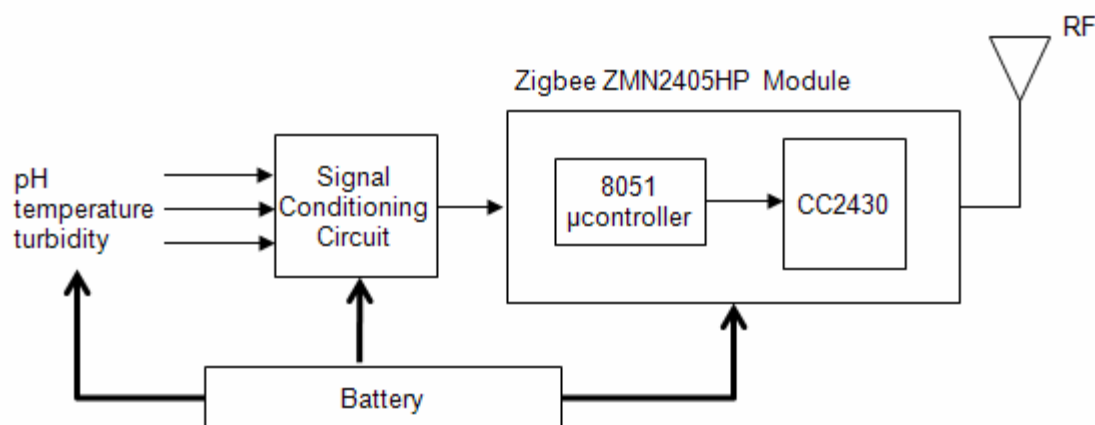 RF
Zigbee ZMN2405HP Module
pH
temperature
turbidity
Signal
Conditioning
Circuit
8051
µcontroller
CC2430
Battery